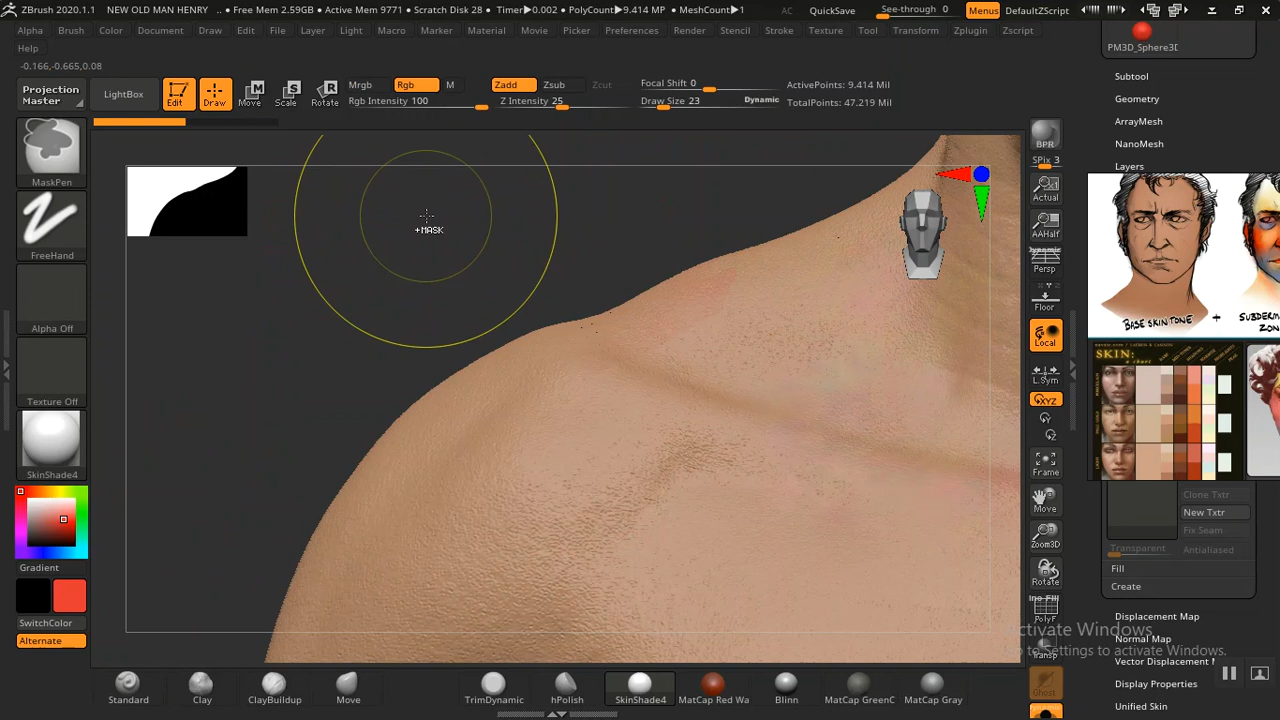 ZBrush 2020.1.1 NEW OLD MAN HENRY . • Free Mem 2.59GB • Active Mem 9771 • Scratch Disk 28 • Timer▶0.002 • PolyCount▶9.414 MP • MeshCount▶1 AC QuickSave See-through 0 Menus DefaultZScript
Alpha Brush Color Document Draw Edit File Layer Light Macro Marker Material Movie Picker Preferences Render Stencil Stroke Texture Tool Transform Zplugin Zscript
Help
PM3D_Sphere3D
-0.166,-0.665,0.08
Projection Master
LightBox
Edit Draw Move Scale Rotate
Mrgb Rgb M Zadd Zsub Zcut Focal Shift 0 ActivePoints: 9.414 Mil
Rgb Intensity 100 Z Intensity 25 Draw Size 23 Dynamic TotalPoints: 47.219 Mil
Subtool
Geometry
ArrayMesh
NanoMesh
Layers
MaskPen
FreeHand
Alpha Off
Texture Off
SkinShade4
Gradient
SwitchColor
Alternate
+MASK
BPR
SPix 3
Actual
AAHalf
Dynamic
Persp
Floor
Local
L.Sym
XYZ
Frame
Move
Zoom3D
Rotate
PolyF
Transp
Ghost
BASE SKIN TONE + SUBDERM
ZON
SKIN:
Clone Txtr
New Txtr
Fix Seam
Transparent Antialiased
Fill
Create
Displacement Map
Normal Map
Vector Displacement
Display Properties
Unified Skin
Activate Windows
to Settings to activate Windows.
Standard Clay ClayBuildup Move TrimDynamic hPolish SkinShade4 MatCap Red Wa Blinn MatCap GreenC MatCap Gray